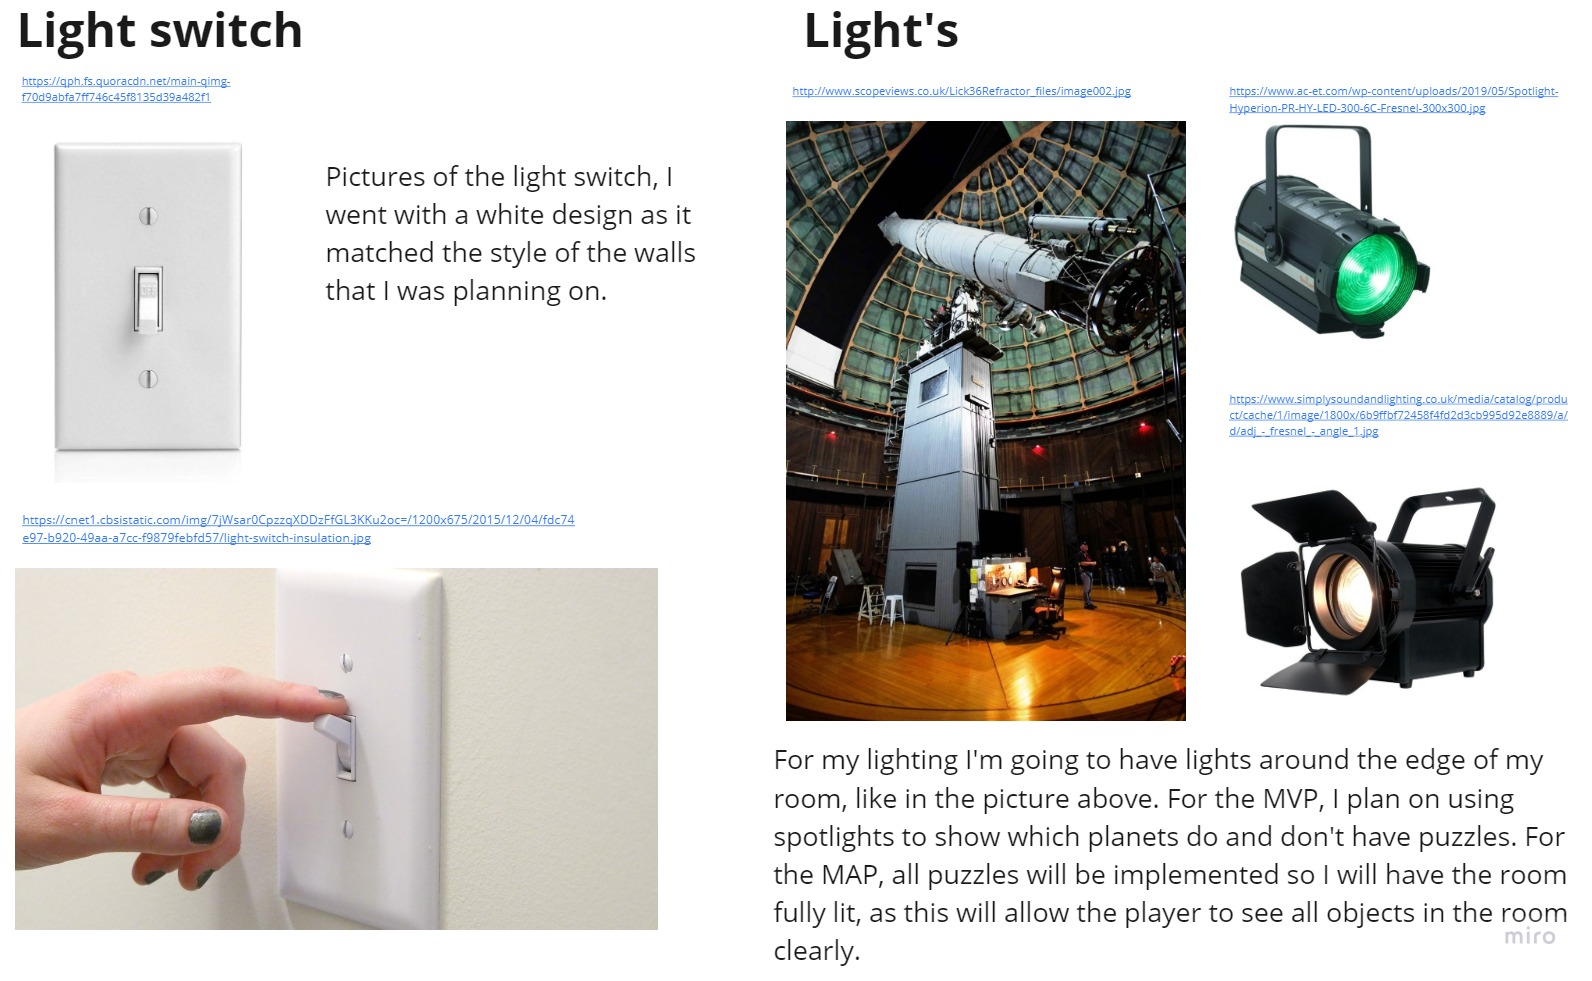 Light switch
https://qph.fs.quoracdn.net/main-qimg-
f70d9abfa7ff746c45f8135d39a482f1
Pictures of the light switch, I
went with a white design as it
matched the style of the walls
that I was planning on.
https://cnet1.cbsistatic.com/img/7jWsar0CpzzqXDDzFfGL3KKu2oc=/1200x675/2015/12/04/fdc74
e97-b920-49aa-a7cc-f9879febfd57/light-switch-insulation.jpg
Light's
http://www.scopeviews.co.uk/Lick36Refractor_files/image002.jpg
https://www.ac-et.com/wp-content/uploads/2019/05/Spotlight-
Hyperion-PR-HY-LED-300-6C-Fresnel-300x300.jpg
https://www.simplysoundandlighting.co.uk/media/catalog/produ
ct/cache/1/image/1800x/6b9ffbf72458f4fd2d3cb995d92e8889/a/
d/adj_-_fresnel_-_angle_1.jpg
For my lighting I'm going to have lights around the edge of my
room, like in the picture above. For the MVP, I plan on using
spotlights to show which planets do and don't have puzzles. For
the MAP, all puzzles will be implemented so I will have the room
fully lit, as this will allow the player to see all objects in the room
clearly.
miro